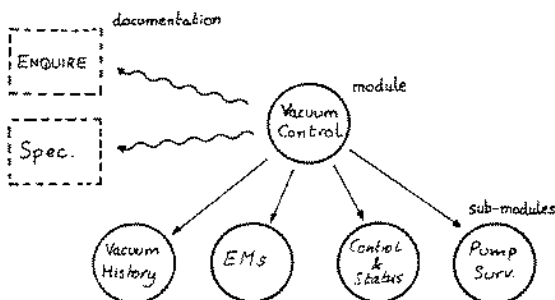 documentation
ENQUIRE
module
Vacuum
Control
Spec.
sub-modules
Vacuum
History
EMs
Control
&
Status
Pump
Surv.